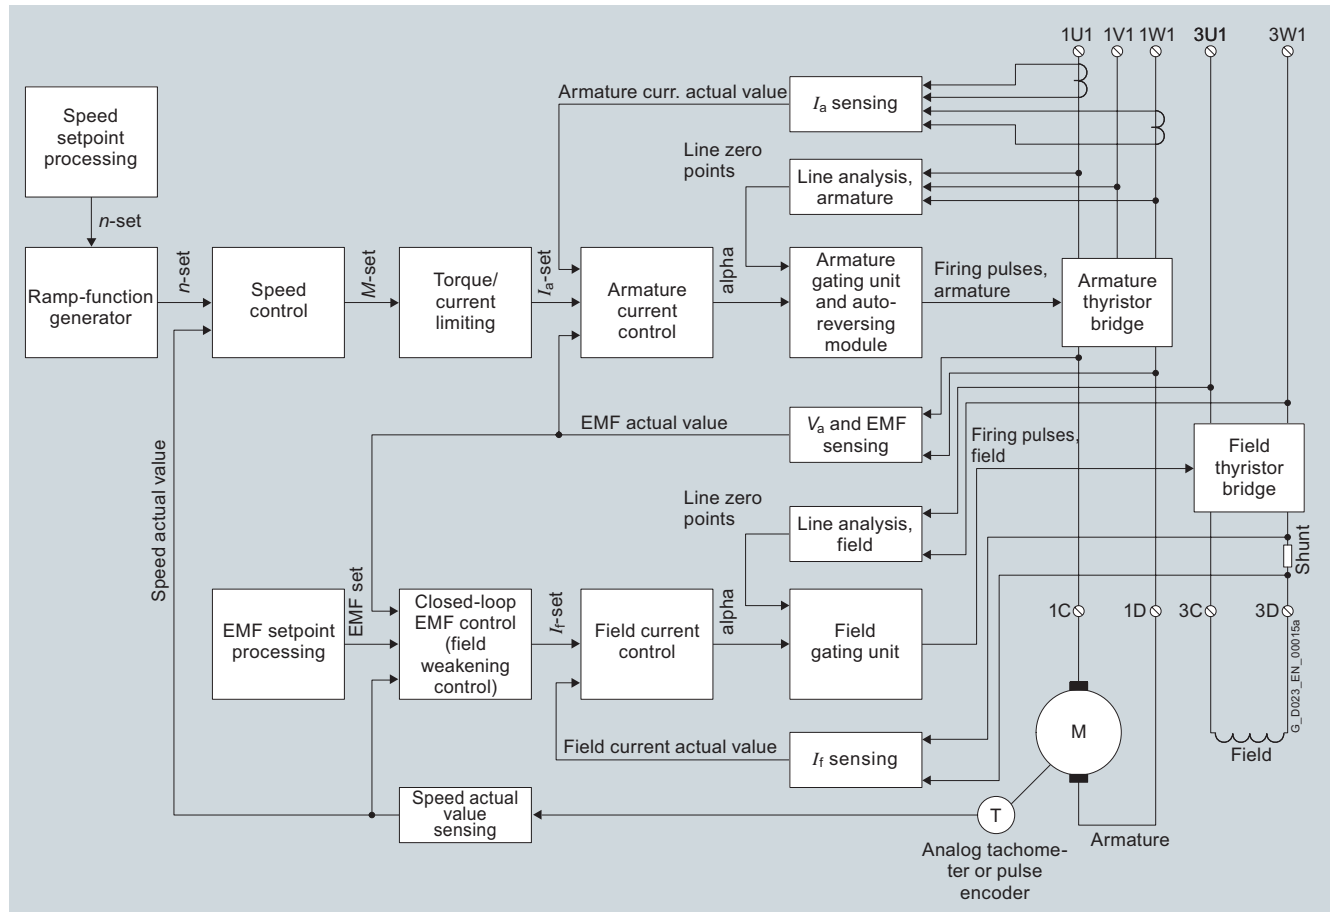 1U1 1V1 1W1 3U1 3W1
Speed
setpoint
processing
n-set
Armature curr. actual value
Ia sensing
Line zero
points
Line analysis,
armature
Ramp-function
generator
n-set
Speed
control
M-set
Torque/
current
limiting
Ia-set
Armature
current
control
alpha
Armature
gating unit
and auto-
reversing
module
Firing pulses,
armature
Armature
thyristor
bridge
EMF actual value
Va and EMF
sensing
Firing pulses,
field
Field
thyristor
bridge
Shunt
Line zero
points
Line analysis,
field
Speed actual value
EMF setpoint
processing
EMF set
Closed-loop
EMF control
(field
weakening
control)
If-set
Field current
control
alpha
Field
gating unit
1C 1D 3C 3D
G_D023_EN_00015a
Field current actual value
If sensing
M
Field
Speed actual
value
sensing
T
Armature
Analog tachome-
ter or pulse
encoder